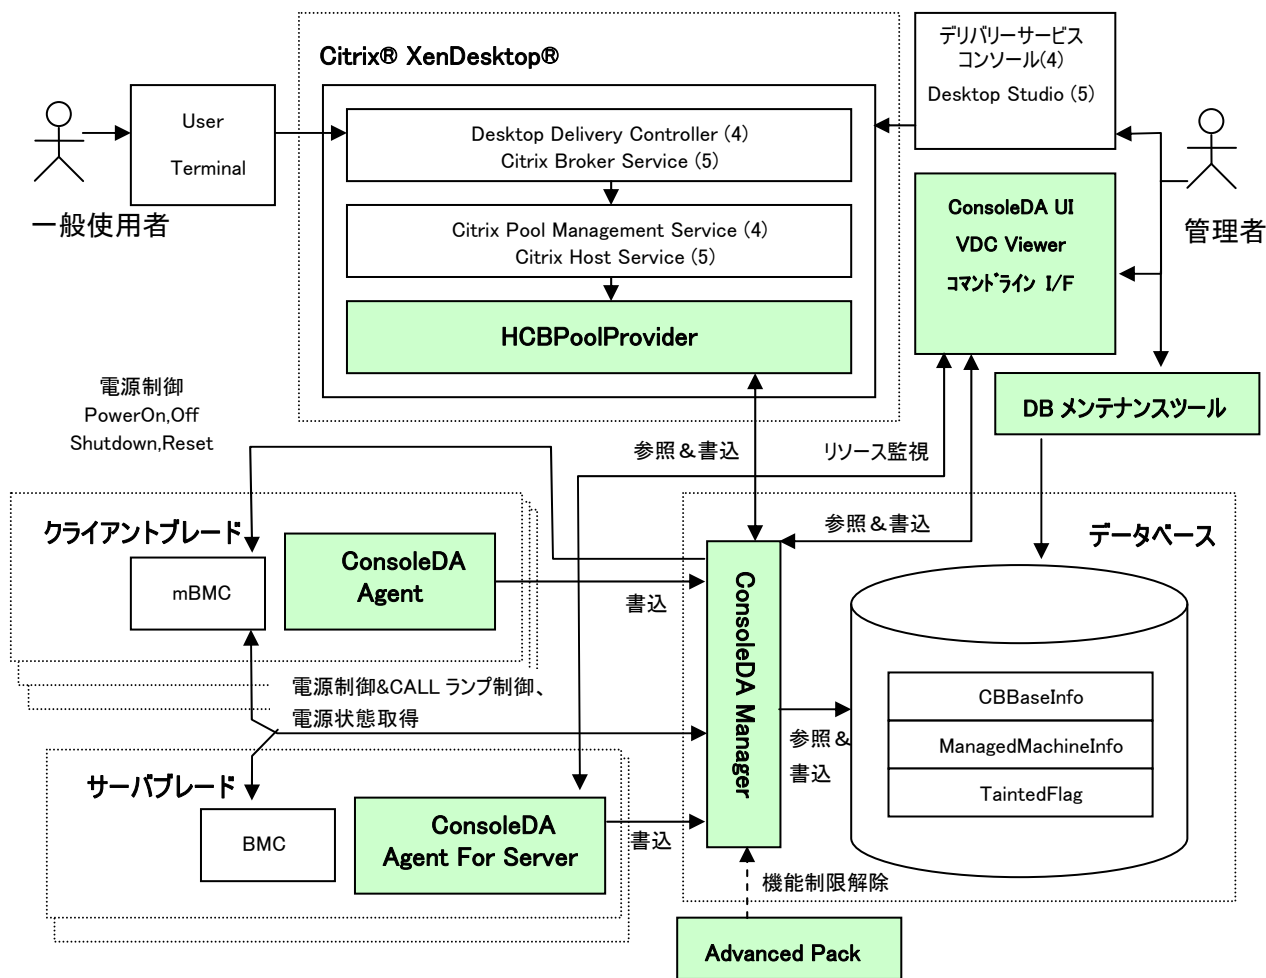 Citrix® XenDesktop®
デリバリーサービス
コンソール(4)
Desktop Studio (5)
User
Terminal
一般使用者
Desktop Delivery Controller (4)
Citrix Broker Service (5)
Citrix Pool Management Service (4)
Citrix Host Service (5)
HCBPoolProvider
ConsoleDA UI
VDC Viewer
ｺﾏﾝﾄﾞﾗｲﾝ I/F
管理者
DB メンテナンスツール
電源制御
PowerOn,Off
Shutdown,Reset
参照＆書込
リソース監視
参照＆書込
クライアントブレード
mBMC
ConsoleDA
Agent
書込
ConsoleDA Manager
データベース
CBBaseInfo
ManagedMachineInfo
TaintedFlag
参照＆
書込
電源制御&CALL ランプ制御、
電源状態取得
サーバブレード
BMC
ConsoleDA
Agent For Server
書込
機能制限解除
Advanced Pack